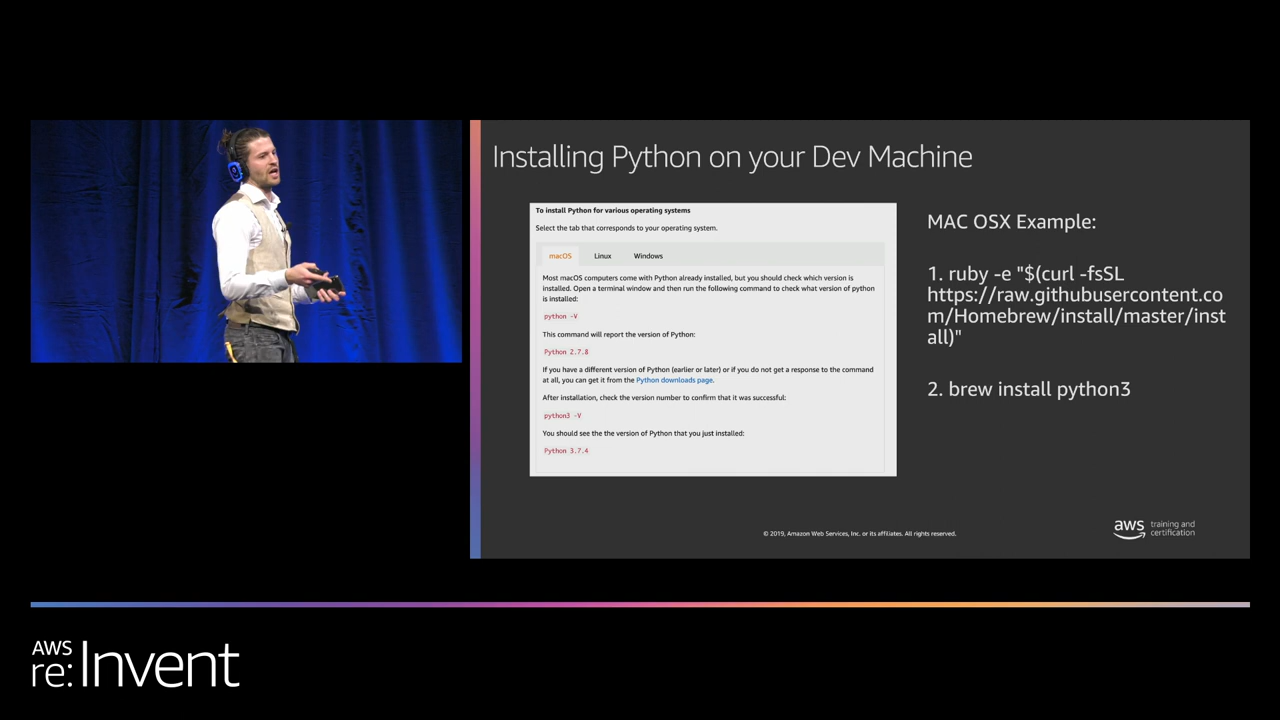 Installing Python on your Dev Machine
To install Python for various operating systems
Select the tab that corresponds to your operating system.
macOS Linux Windows
Most macOS computers come with Python already installed, but you should check which version is
installed. Open a terminal window and then run the following command to check what version of python
is installed:
python -V
This command will report the version of Python:
Python 2.7.8
If you have a different version of Python (earlier or later) or if you do not get a response to the command
at all, you can get it from the Python downloads page.
After installation, check the version number to confirm that it was successful:
python3 -V
You should see the the version of Python that you just installed:
Python 3.7.4
MAC OSX Example:
1. ruby -e "$(curl -fsSL
https://raw.githubusercontent.co
m/Homebrew/install/master/inst
all)"
2. brew install python3
© 2019, Amazon Web Services, Inc. or its affiliates. All rights reserved.
aws training and
certification
AWS
re:Invent